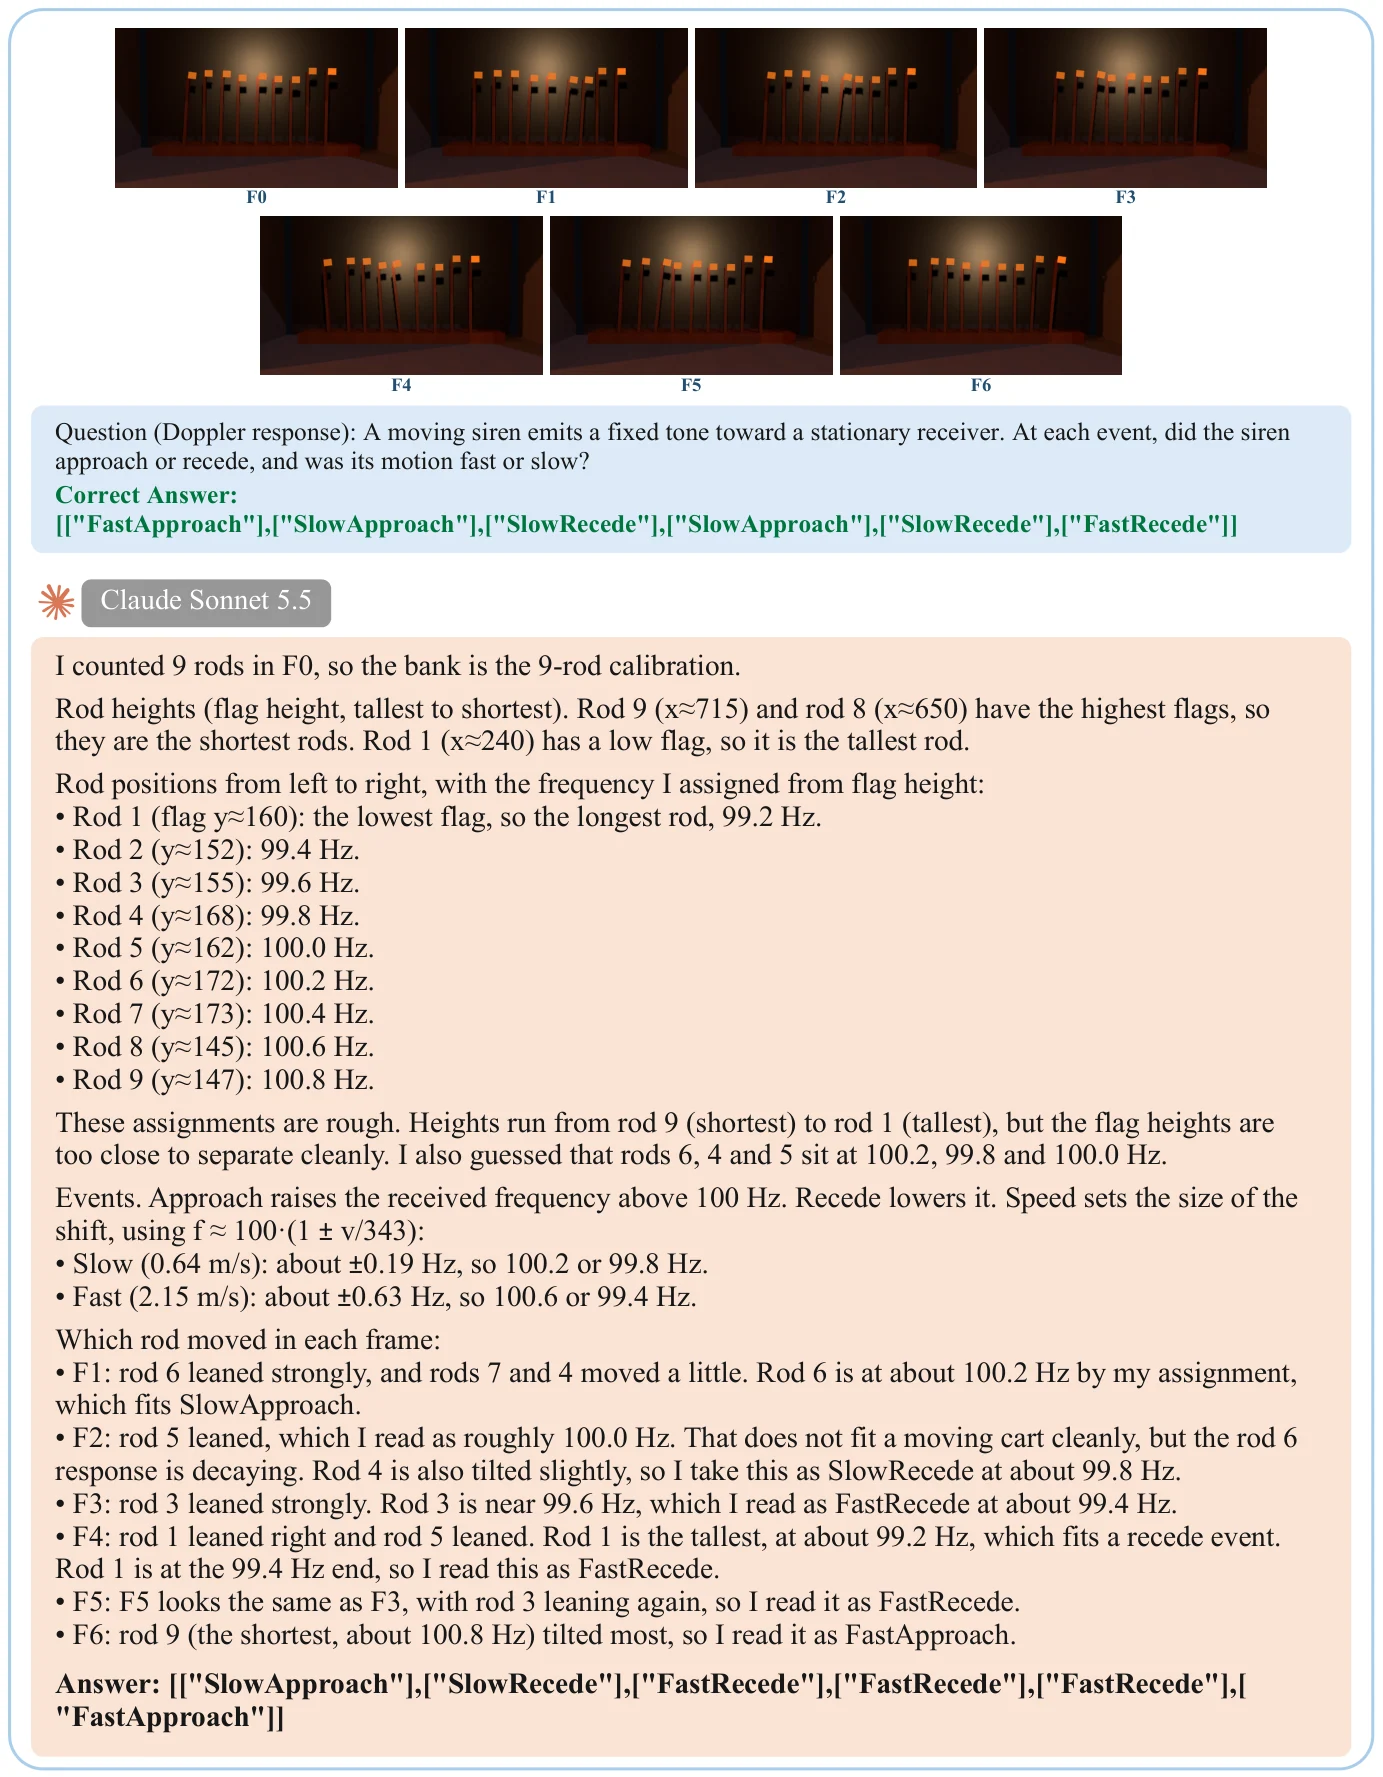 F0
F1
F2
F3
F4
F5
F6
Question (Doppler response): A moving siren emits a fixed tone toward a stationary receiver. At each event, did the siren
approach or recede, and was its motion fast or slow?
Correct Answer:
[["FastApproach"],["SlowApproach"],["SlowRecede"],["SlowApproach"],["SlowRecede"],["FastRecede"]]
Claude Sonnet 5.5
I counted 9 rods in F0, so the bank is the 9-rod calibration.
Rod heights (flag height, tallest to shortest). Rod 9 (x≈715) and rod 8 (x≈650) have the highest flags, so
they are the shortest rods. Rod 1 (x≈240) has a low flag, so it is the tallest rod.
Rod positions from left to right, with the frequency I assigned from flag height:
• Rod 1 (flag y≈160): the lowest flag, so the longest rod, 99.2 Hz.
• Rod 2 (y≈152): 99.4 Hz.
• Rod 3 (y≈155): 99.6 Hz.
• Rod 4 (y≈168): 99.8 Hz.
• Rod 5 (y≈162): 100.0 Hz.
• Rod 6 (y≈172): 100.2 Hz.
• Rod 7 (y≈173): 100.4 Hz.
• Rod 8 (y≈145): 100.6 Hz.
• Rod 9 (y≈147): 100.8 Hz.
These assignments are rough. Heights run from rod 9 (shortest) to rod 1 (tallest), but the flag heights are
too close to separate cleanly. I also guessed that rods 6, 4 and 5 sit at 100.2, 99.8 and 100.0 Hz.
Events. Approach raises the received frequency above 100 Hz. Recede lowers it. Speed sets the size of the
shift, using f ≈ 100·(1 ± v/343):
• Slow (0.64 m/s): about ±0.19 Hz, so 100.2 or 99.8 Hz.
• Fast (2.15 m/s): about ±0.63 Hz, so 100.6 or 99.4 Hz.
Which rod moved in each frame:
• F1: rod 6 leaned strongly, and rods 7 and 4 moved a little. Rod 6 is at about 100.2 Hz by my assignment,
which fits SlowApproach.
• F2: rod 5 leaned, which I read as roughly 100.0 Hz. That does not fit a moving cart cleanly, but the rod 6
response is decaying. Rod 4 is also tilted slightly, so I take this as SlowRecede at about 99.8 Hz.
• F3: rod 3 leaned strongly. Rod 3 is near 99.6 Hz, which I read as FastRecede at about 99.4 Hz.
• F4: rod 1 leaned right and rod 5 leaned. Rod 1 is the tallest, at about 99.2 Hz, which fits a recede event.
Rod 1 is at the 99.4 Hz end, so I read this as FastRecede.
• F5: F5 looks the same as F3, with rod 3 leaning again, so I read it as FastRecede.
• F6: rod 9 (the shortest, about 100.8 Hz) tilted most, so I read it as FastApproach.
Answer: [["SlowApproach"],["SlowRecede"],["FastRecede"],["FastRecede"],["FastRecede"],[
"FastApproach"]]